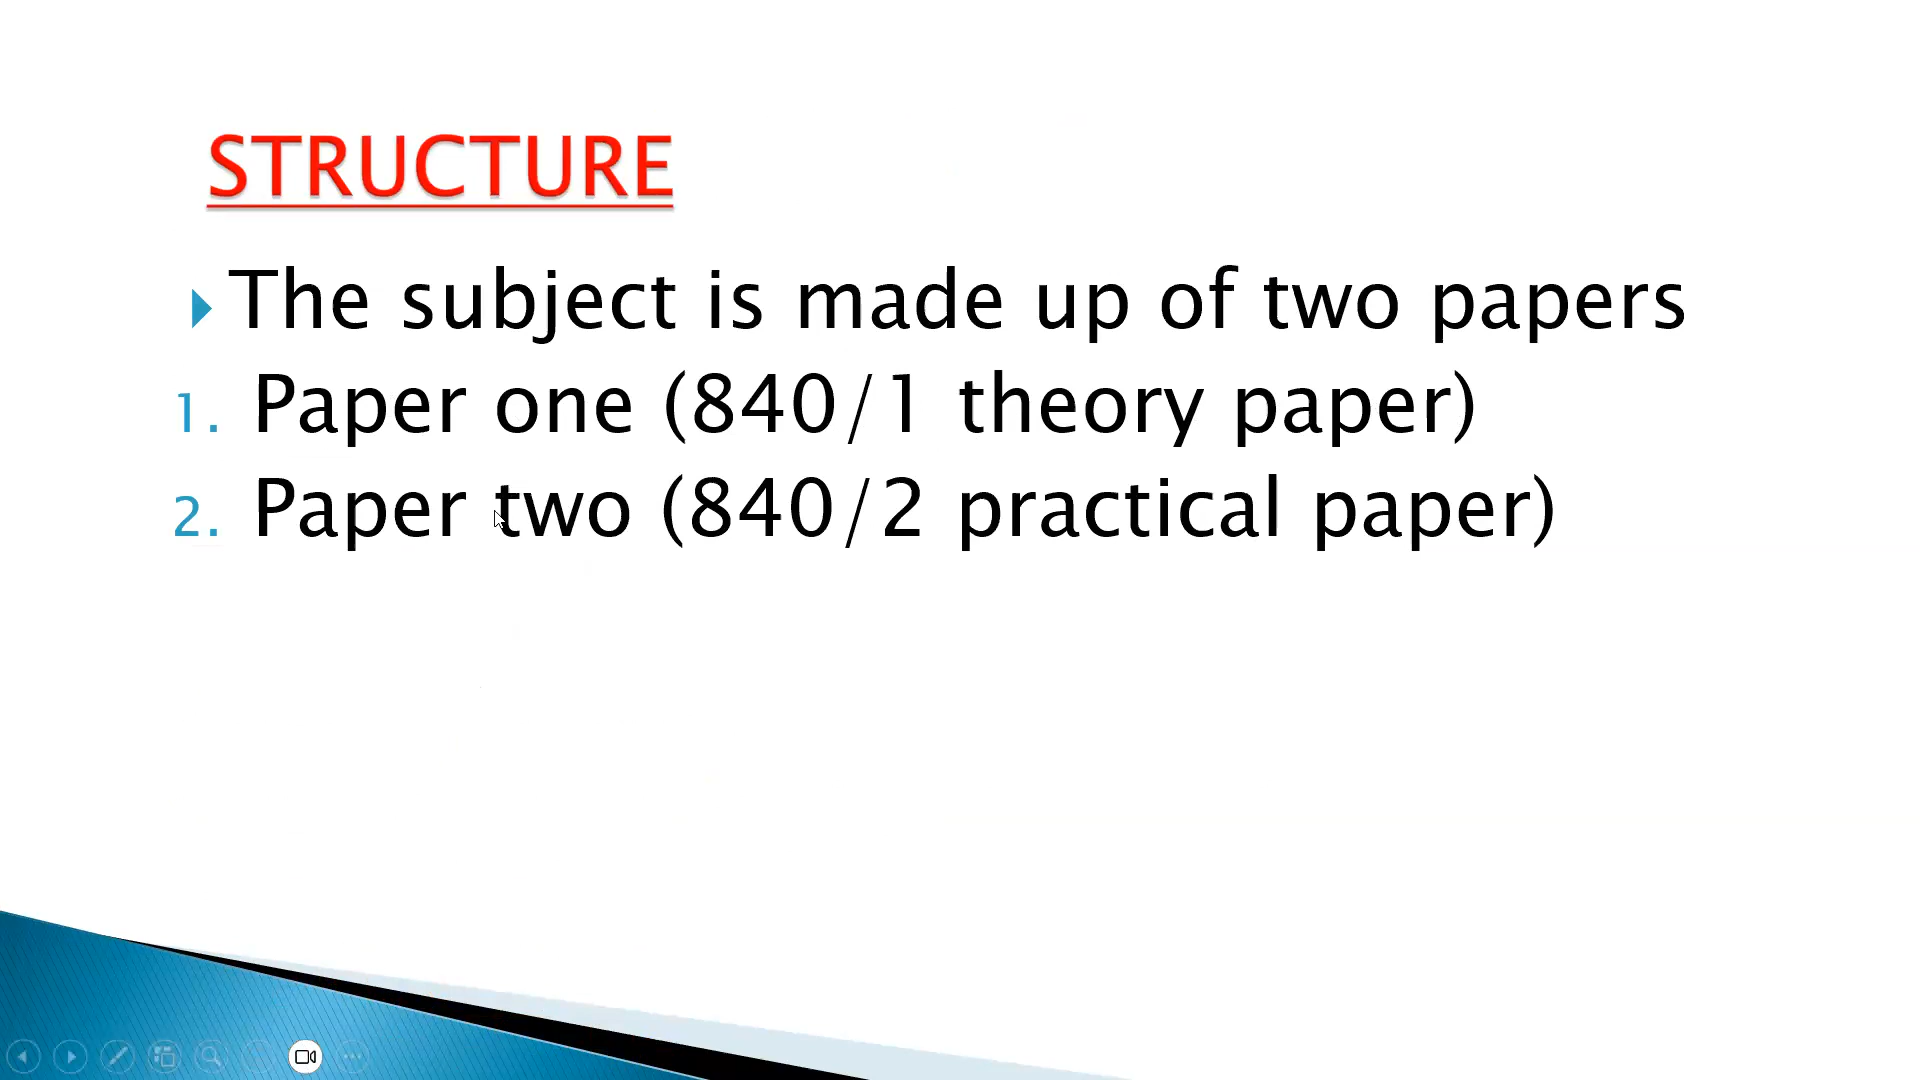 STRUCTURE
The subject is made up of two papers
1. Paper one (840/1 theory paper)
2. Paper two (840/2 practical paper)